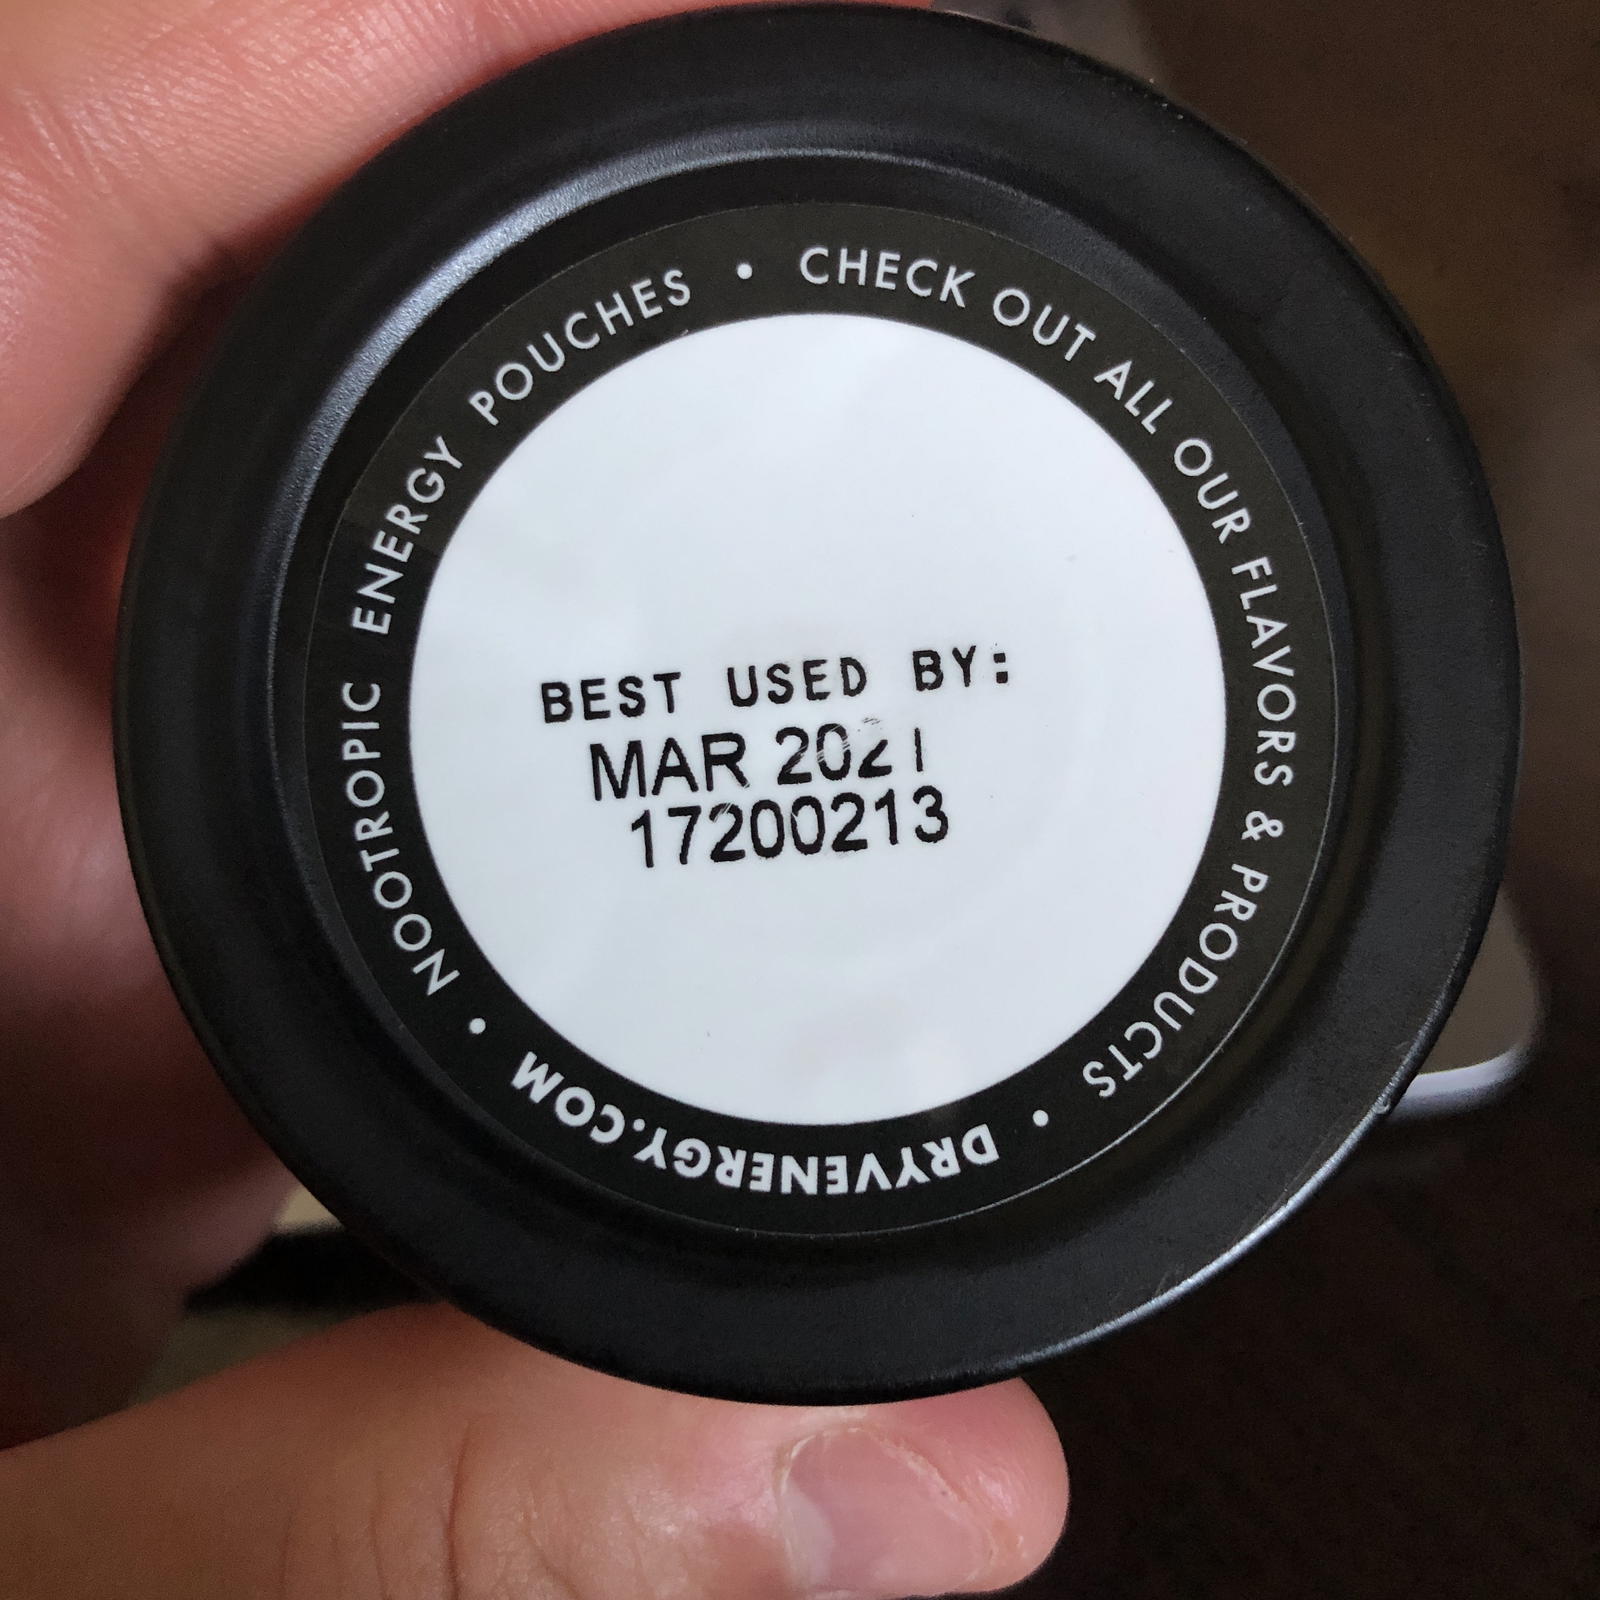 NOOTROPIC ENERGY POUCHES • CHECK OUT ALL OUR FLAVORS & PRODUCTS • DRYVENERGY.COM •
BEST USED BY:
MAR 2021
17200213